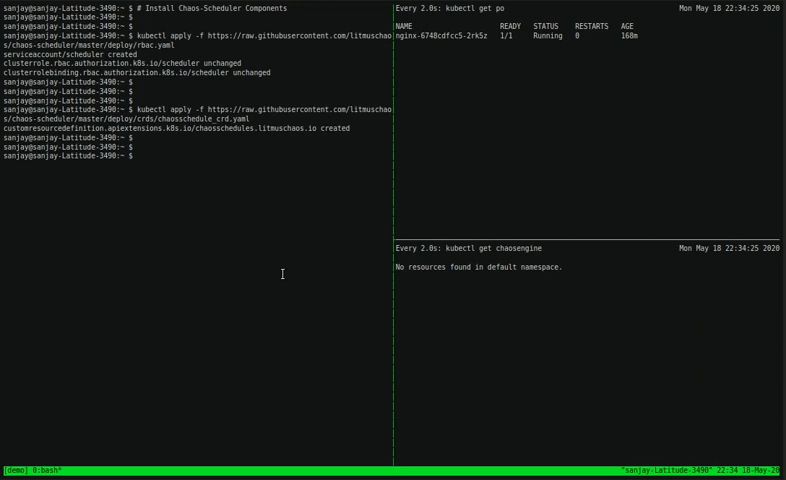 sanjay@sanjay-Latitude-3490:~ $ # Install Chaos-Scheduler Components
sanjay@sanjay-Latitude-3490:~ $
sanjay@sanjay-Latitude-3490:~ $
sanjay@sanjay-Latitude-3490:~ $ kubectl apply -f https://raw.githubusercontent.com/litmuschao
s/chaos-scheduler/master/deploy/rbac.yaml
serviceaccount/scheduler created
clusterrole.rbac.authorization.k8s.io/scheduler unchanged
clusterrolebinding.rbac.authorization.k8s.io/scheduler unchanged
sanjay@sanjay-Latitude-3490:~ $
sanjay@sanjay-Latitude-3490:~ $
sanjay@sanjay-Latitude-3490:~ $
sanjay@sanjay-Latitude-3490:~ $ kubectl apply -f https://raw.githubusercontent.com/litmuschao
s/chaos-scheduler/master/deploy/crds/chaosschedule_crd.yaml
customresourcedefinition.apiextensions.k8s.io/chaosschedules.litmuschaos.io created
sanjay@sanjay-Latitude-3490:~ $
sanjay@sanjay-Latitude-3490:~ $
sanjay@sanjay-Latitude-3490:~ $
Every 2.0s: kubectl get po Mon May 18 22:34:25 2020
NAME READY STATUS RESTARTS AGE
nginx-6748cdfcc5-2rk5z 1/1 Running 0 168m
Every 2.0s: kubectl get chaosengine Mon May 18 22:34:25 2020
No resources found in default namespace.
[demo] 0:bash* "sanjay-Latitude-3490" 22:34 18-May-20